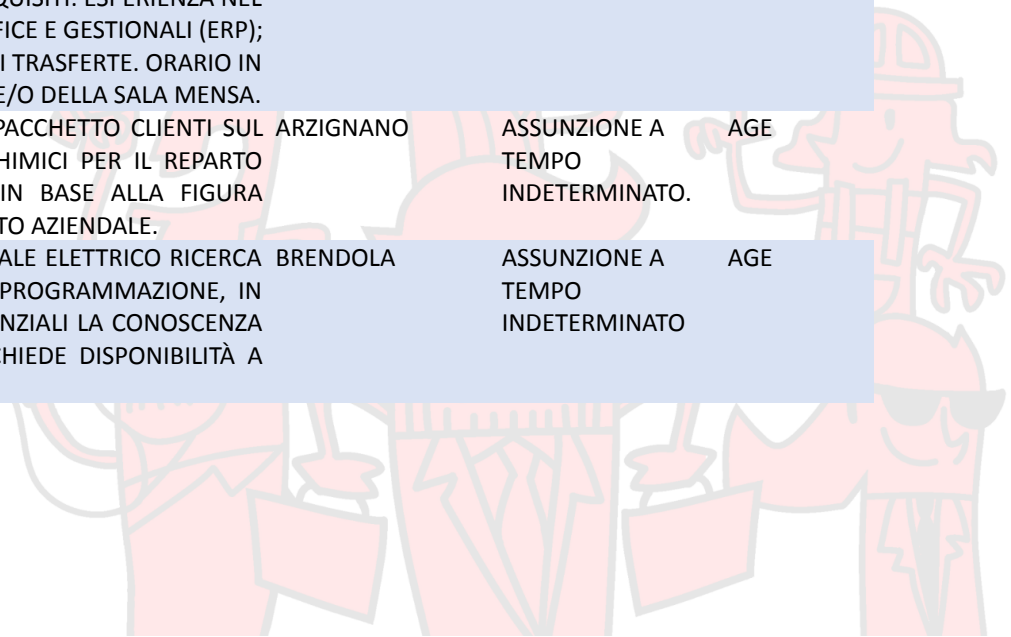 QUISITI: ESPERIENZA NEL
FICE E GESTIONALI (ERP);
I TRASFERTE. ORARIO IN
E/O DELLA SALA MENSA.
PACCHETTO CLIENTI SUL ARZIGNANO ASSUNZIONE A AGE
HIMICI PER IL REPARTO TEMPO
IN BASE ALLA FIGURA INDETERMINATO.
TO AZIENDALE.
ALE ELETTRICO RICERCA BRENDOLA ASSUNZIONE A AGE
PROGRAMMAZIONE, IN TEMPO
NZIALI LA CONOSCENZA INDETERMINATO
CHIEDE DISPONIBILITÀ A